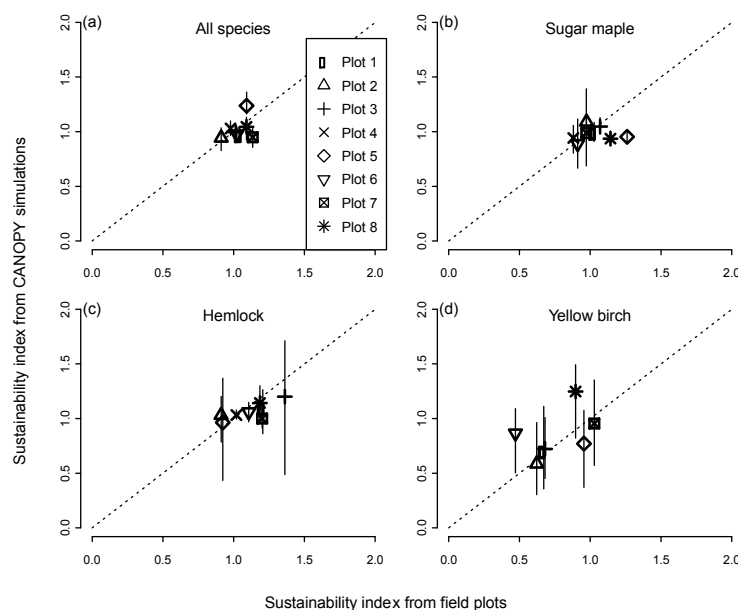 (a)
All species
2.0
1.5
1.0
0.5
0.0
0.0 0.5 1.0 1.5 2.0
Plot 1
Plot 2
Plot 3
Plot 4
Plot 5
Plot 6
Plot 7
Plot 8
(b)
Sugar maple
2.0
1.5
1.0
0.5
0.0
0.0 0.5 1.0 1.5 2.0
(c)
Hemlock
2.0
1.5
1.0
0.5
0.0
0.0 0.5 1.0 1.5 2.0
(d)
Yellow birch
2.0
1.5
1.0
0.5
0.0
0.0 0.5 1.0 1.5 2.0
Sustainability index from CANOPY simulations
Sustainability index from field plots